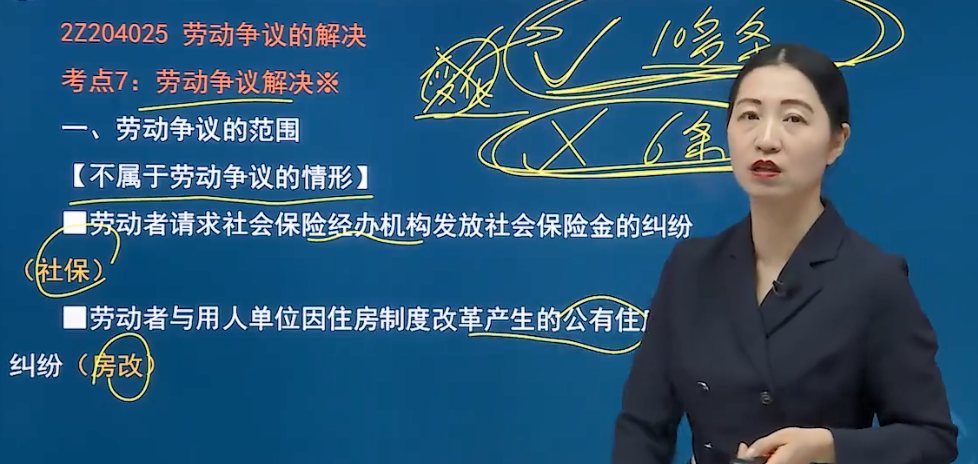 2Z204025 劳动争议的解决
考点7：劳动争议解决※
10多条
6条
一、劳动争议的范围
【不属于劳动争议的情形】
■劳动者请求社会保险经办机构发放社会保险金的纠纷
（社保）
■劳动者与用人单位因住房制度改革产生的公有住
纠纷（房改）